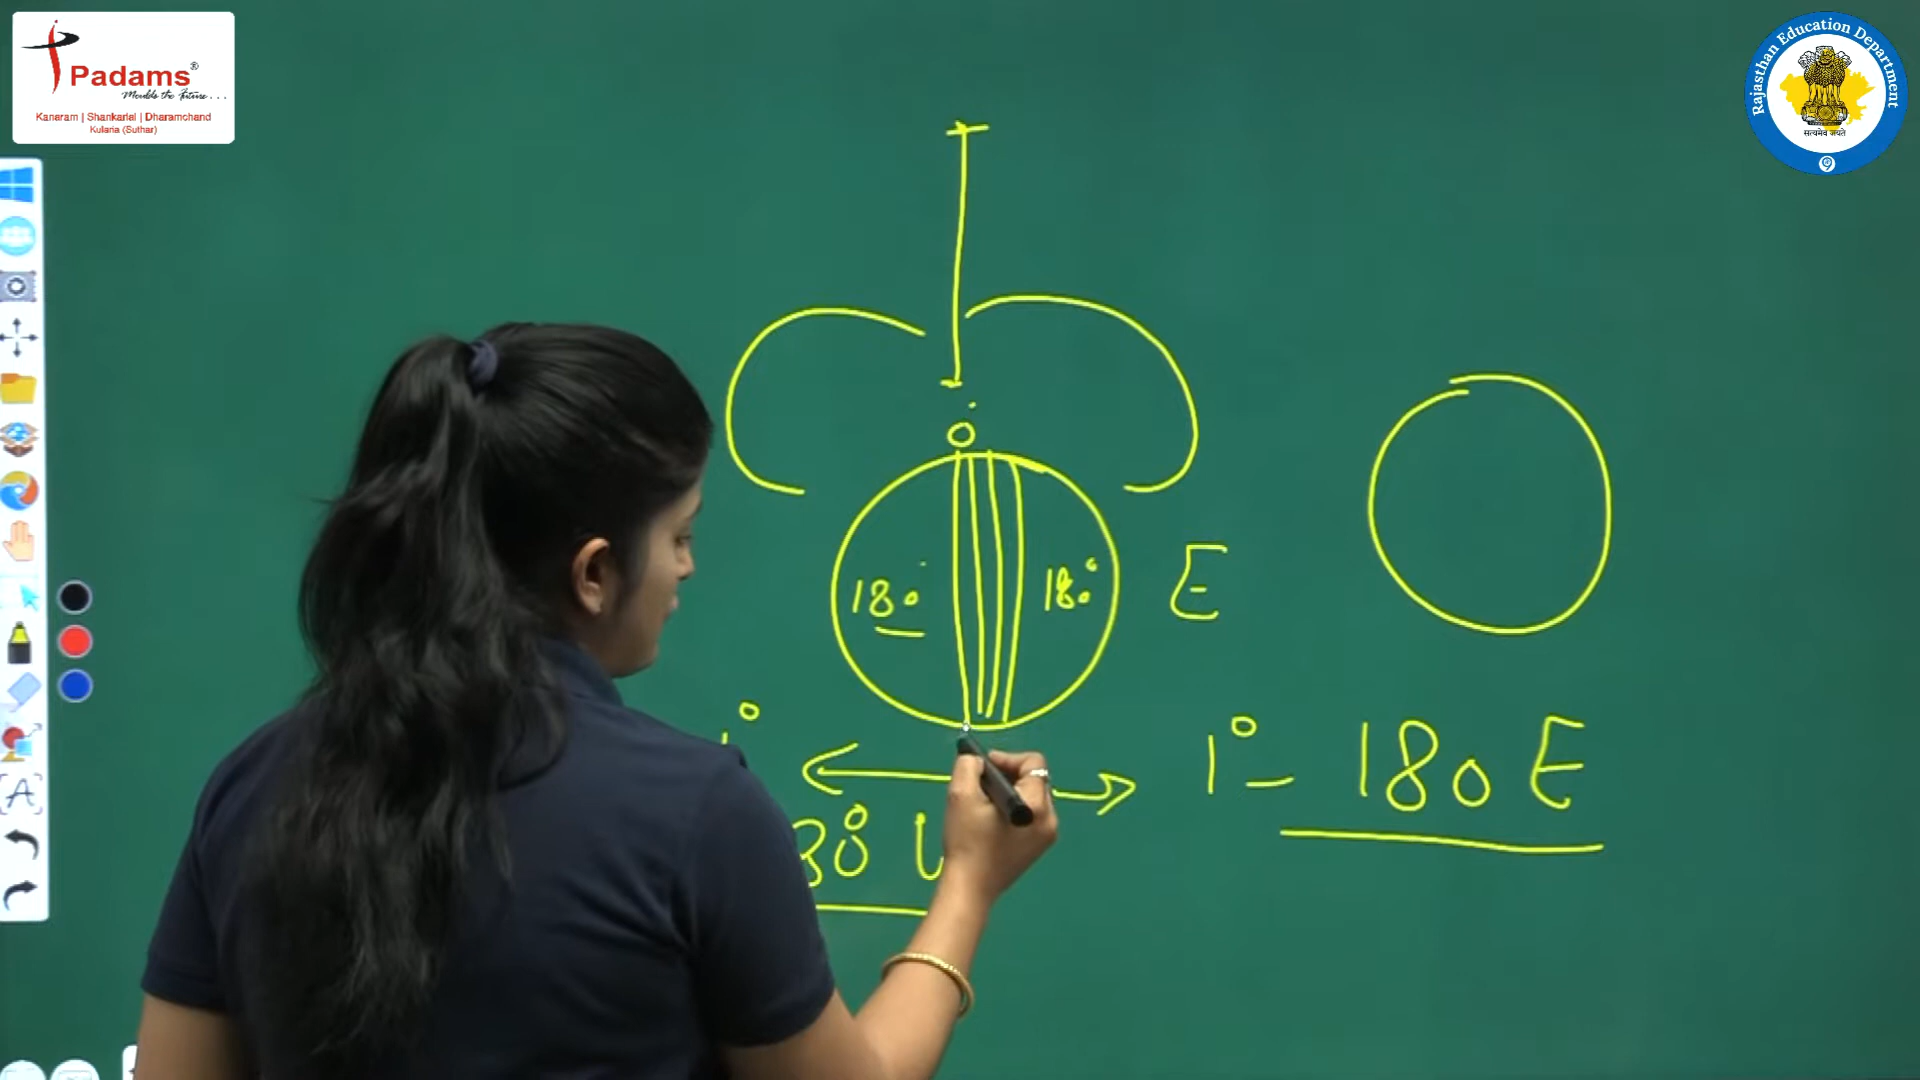 Padams®
Moulds the Future...
Kanaram | Shankarlal | Dharamchand
Kularia (Suthar)
Rajasthan Education Department
सत्यमेव जयते
0°
180°
180°
E
1° - 180 E